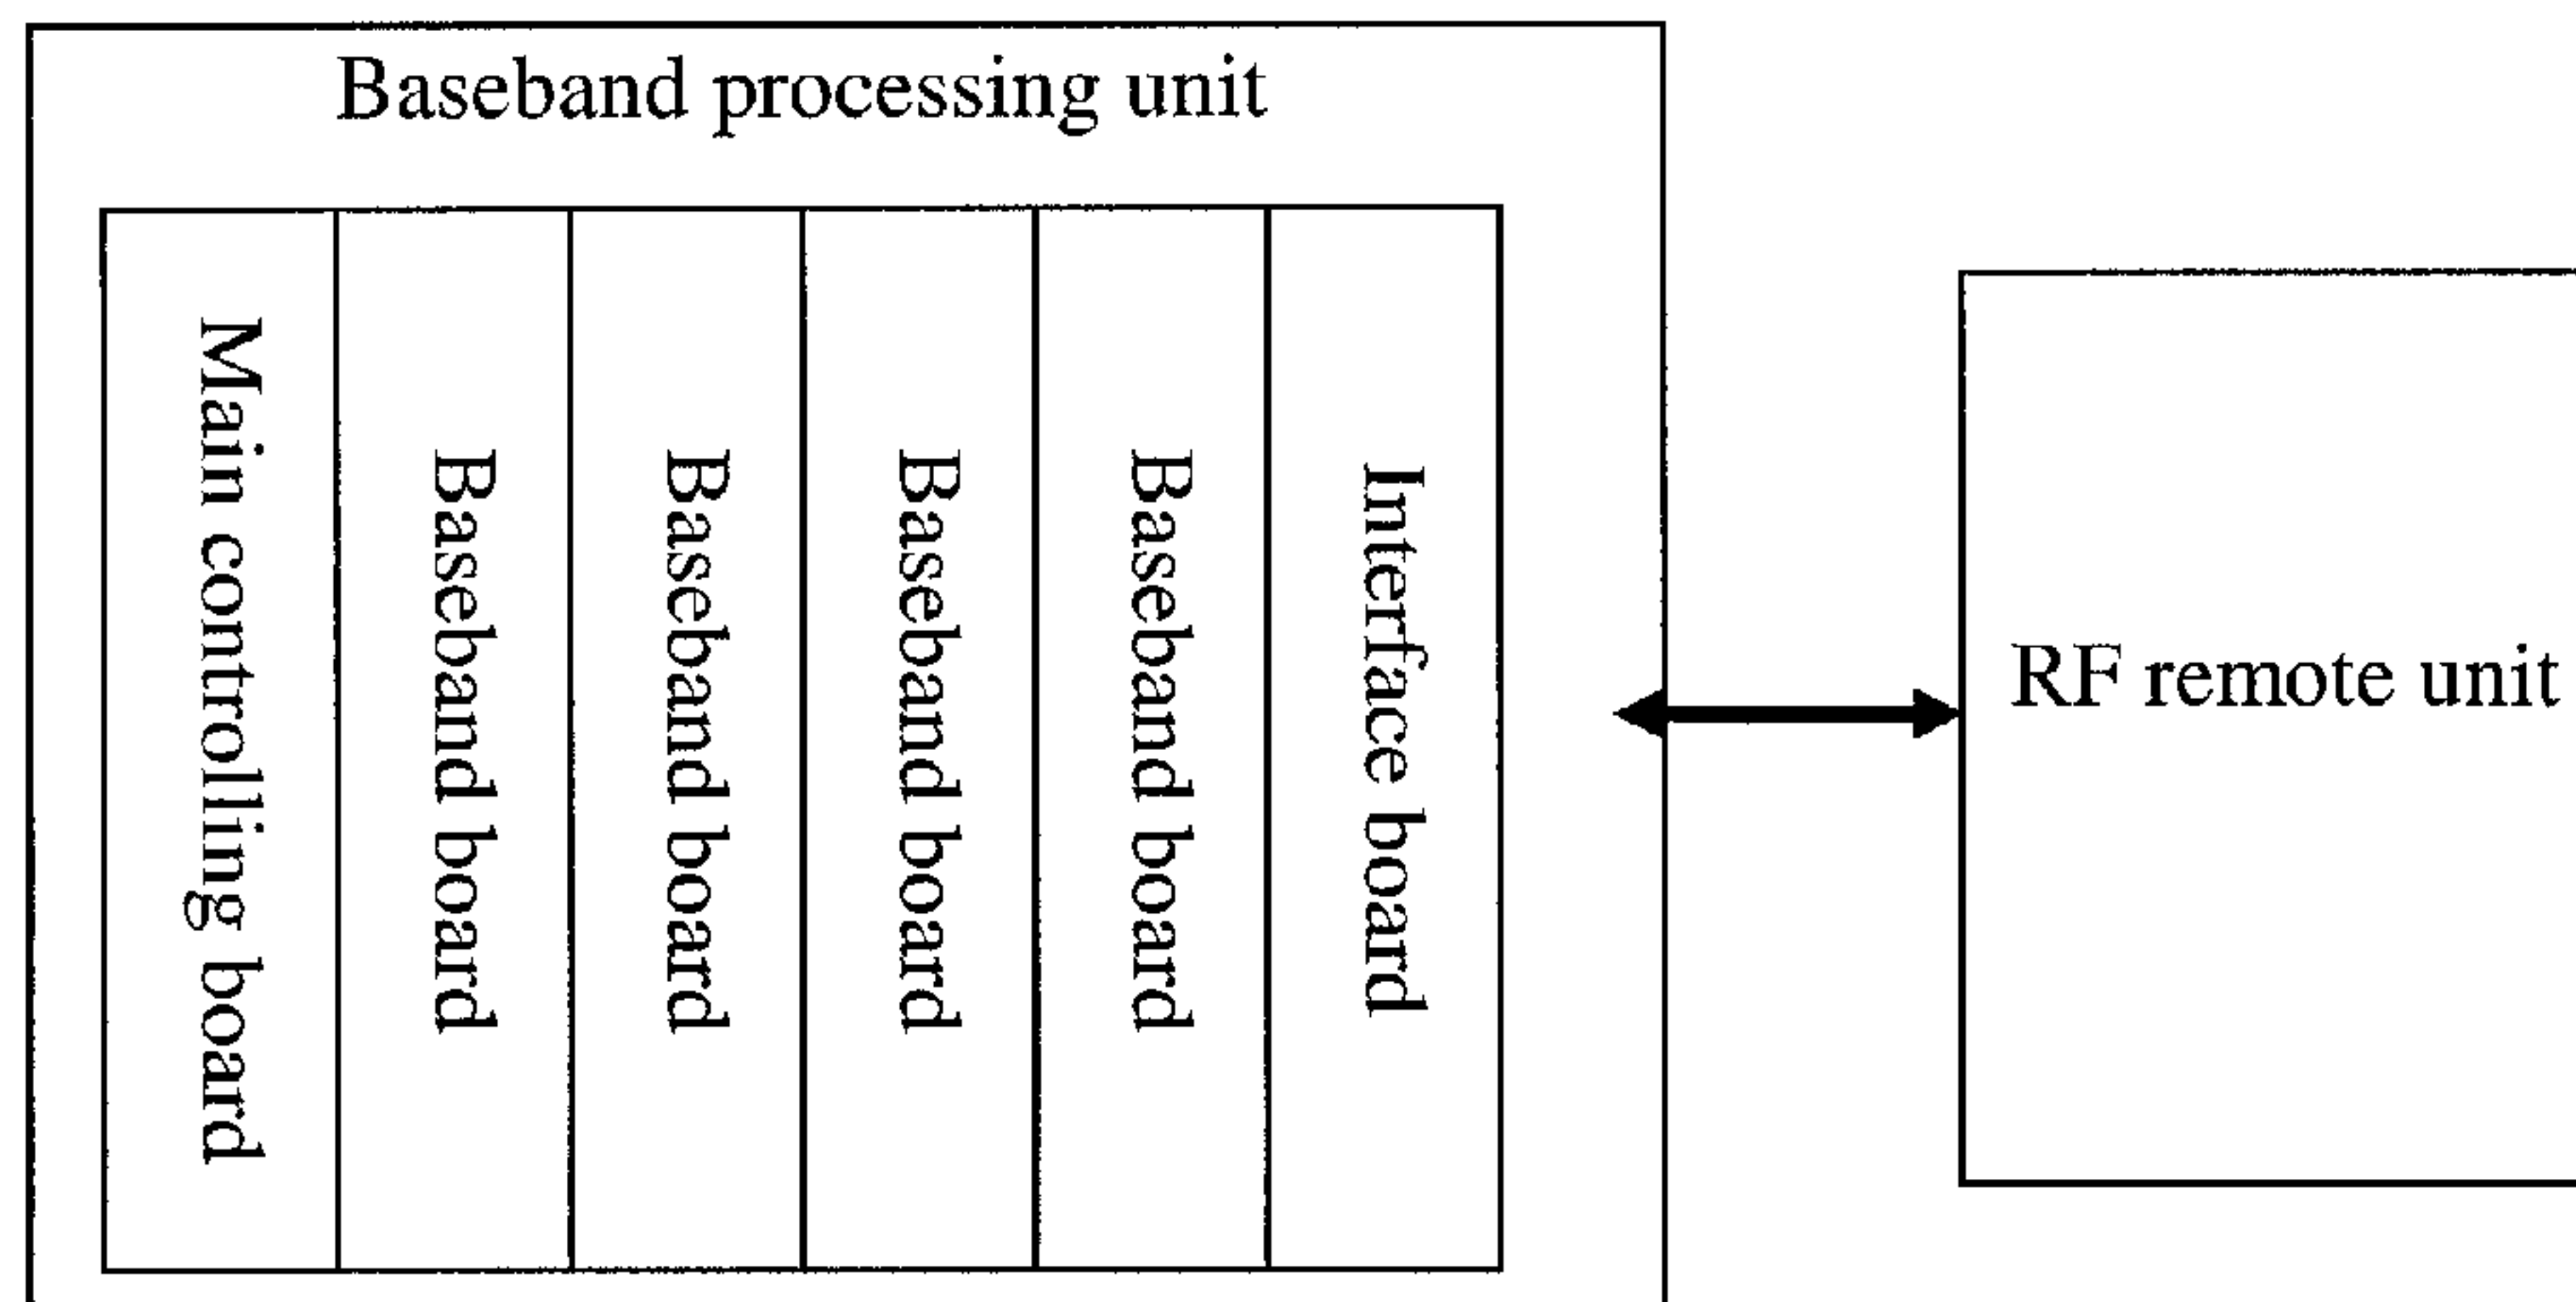 Baseband processing unit
Main controlling board
Baseband board
Baseband board
Baseband board
Baseband board
Interface board
RF remote unit